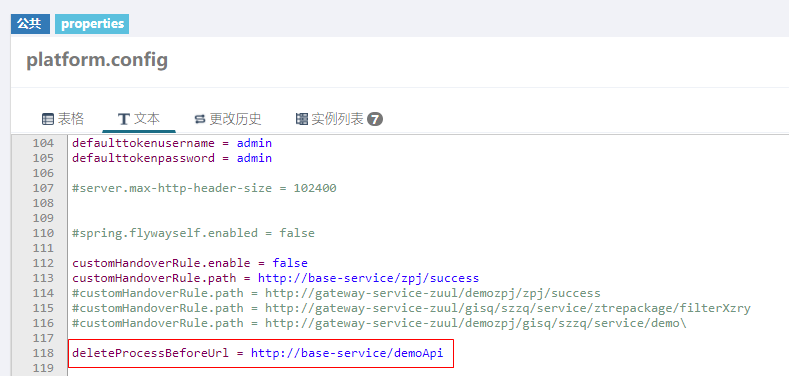 公共 properties
platform.config
表格 文本 更改历史 实例列表 7
104 defaulttokenusername = admin
105 defaulttokenpassword = admin
106
107 #server.max-http-header-size = 102400
108
109
110 #spring.flywayself.enabled = false
111
112 customHandoverRule.enable = false
113 customHandoverRule.path = http://base-service/zpj/success
114 #customHandoverRule.path = http://gateway-service-zuul/demozpj/zpj/success
115 #customHandoverRule.path = http://gateway-service-zuul/gisq/szzq/service/ztrepackage/filterXzry
116 #customHandoverRule.path = http://gateway-service-zuul/demozpj/gisq/szzq/service/demo\
117
118 deleteProcessBeforeUrl = http://base-service/demoApi
119